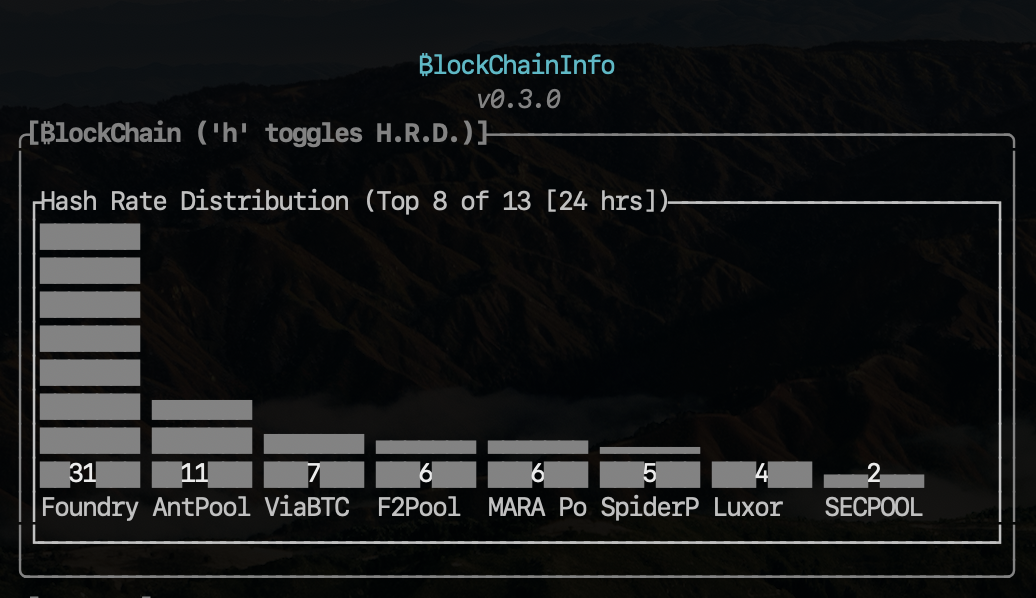 ₿lockChainInfo
v0.3.0
[₿lockChain ('h' toggles H.R.D.)]
Hash Rate Distribution (Top 8 of 13 [24 hrs])
31 11 7 6 6 5 4 2
Foundry AntPool ViaBTC F2Pool MARA Po SpiderP Luxor SECPOOL